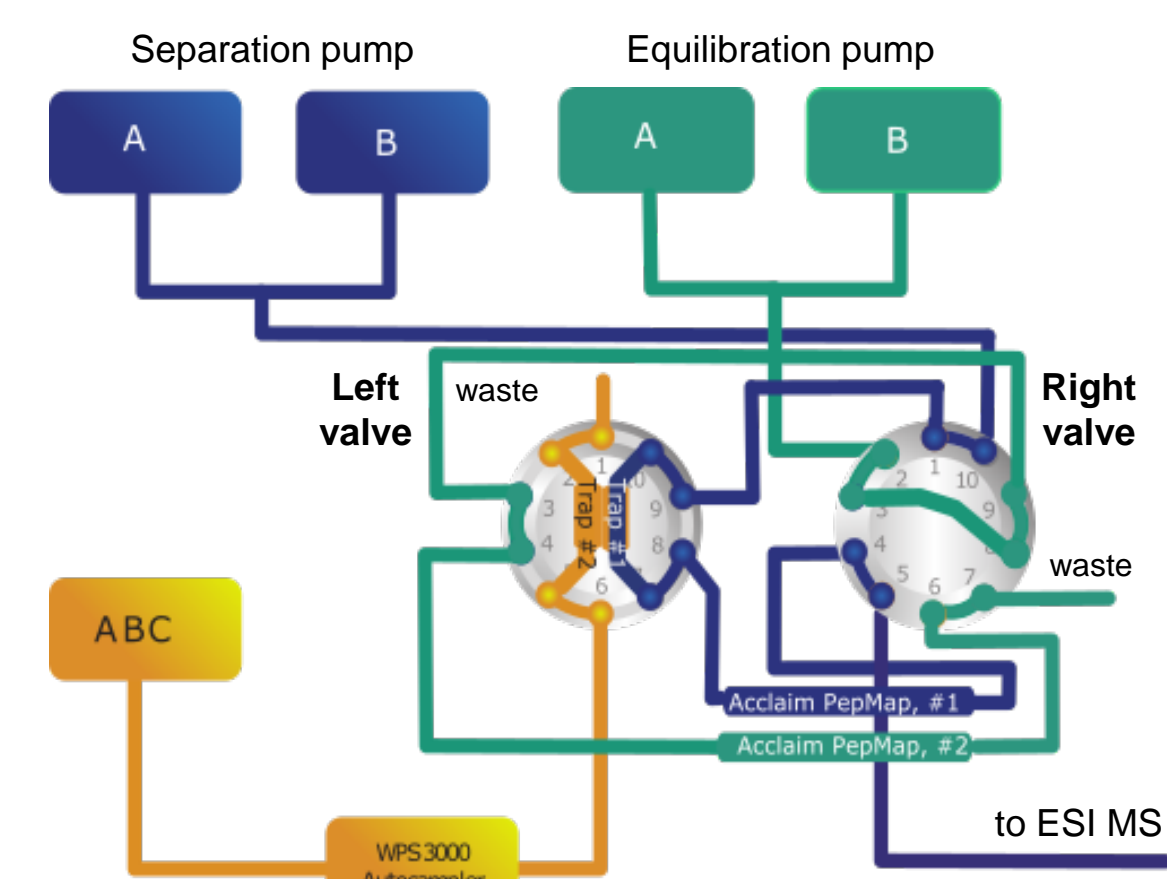 Separation pump
Equilibration pump
A
B
A
B
Left
valve
waste
Right
valve
1
2
3
4
6
8
9
10
Trap #2
Trap #1
1
2
3
4
5
6
7
8
9
10
waste
ABC
Acclaim PepMap, #1
Acclaim PepMap, #2
to ESI MS
WPS3000
Autosampler